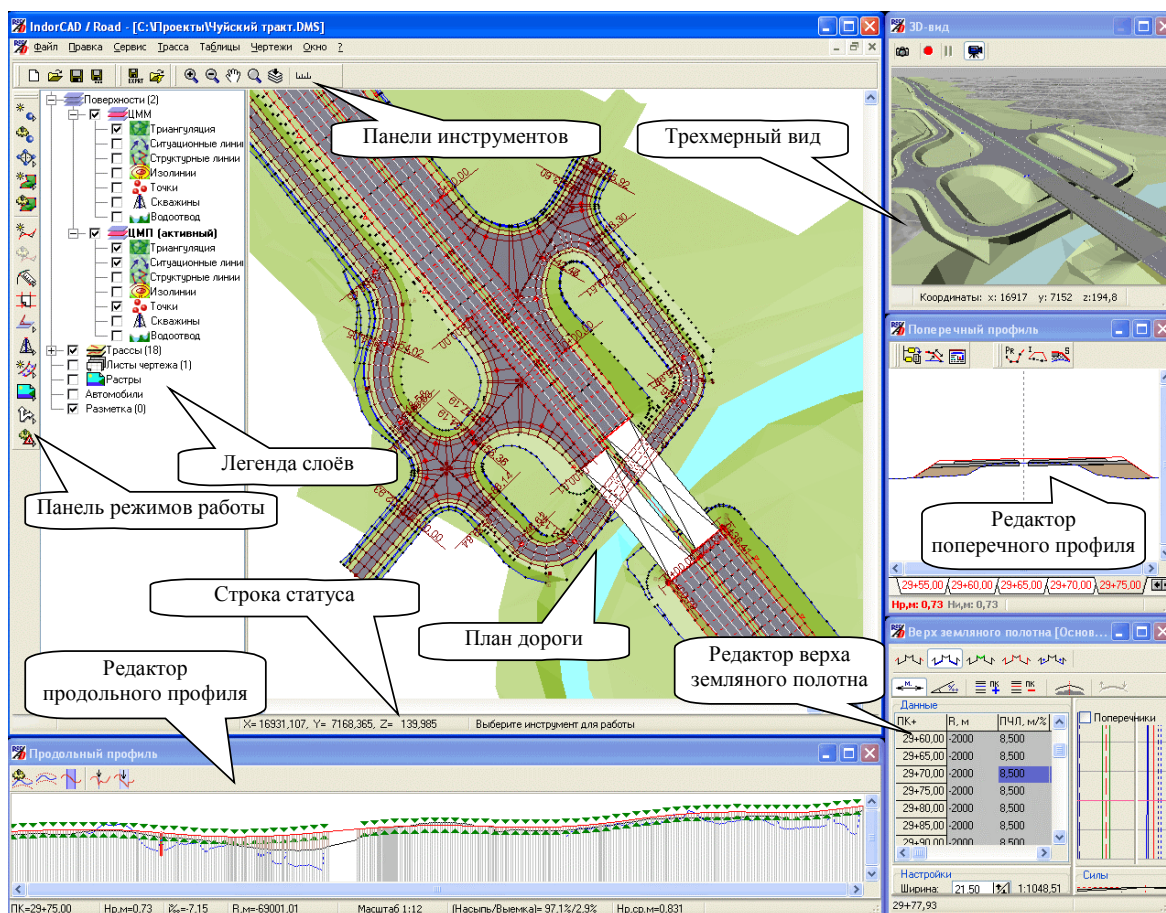 IndorCAD / Road - [C:\Проекты\Чуйский тракт.DMS]
Файл Правка Сервис Трасса Таблицы Чертежи Окно ?
Поверхности (2)
ЦММ
Триангуляция
Ситуационные лини
Структурные линии
Изолинии
Точки
Скважины
Водоотвод
ЦМП (активный)
Триангуляция
Ситуационные лини
Структурные линии
Изолинии
Точки
Скважины
Водоотвод
Трассы (18)
Листы чертежа (1)
Растры
Автомобили
Разметка (0)
Панели инструментов
Легенда слоёв
Панель режимов работы
Строка статуса
План дороги
Редактор
продольного профиля
X= 16931,107, Y= 7168,365, Z= 139,985 Выберите инструмент для работы
3D-вид
Трехмерный вид
Координаты: x: 16917 y: 7152 z:194,8
Поперечный профиль
Редактор
поперечного профиля
29+55,00 29+60,00 29+65,00 29+70,00 29+75,00
Нр,м: 0,73 Ни,м: 0,73
Редактор верха
земляного полотна
Верх земляного полотна [Основ...
Данные
ПК+ R, м ПЧЛ, м/%
29+60,00 -2000 8,500
29+65,00 -2000 8,500
29+70,00 -2000 8,500
29+75,00 -2000 8,500
29+80,00 -2000 8,500
29+85,00 -2000 8,500
29+90,00 -2000 8,500
Поперечники
Настройки
Ширина: 21,50 1:1048,51
Силы
29+77,93
Продольный профиль
ПК=29+75,00 Нр,м=0,73 i‰=-7,15 R,м=-69001,01 Масштаб 1:12 (Насыпь/Выемка)= 97,1%/2,9% Нр.ср,м=0,831